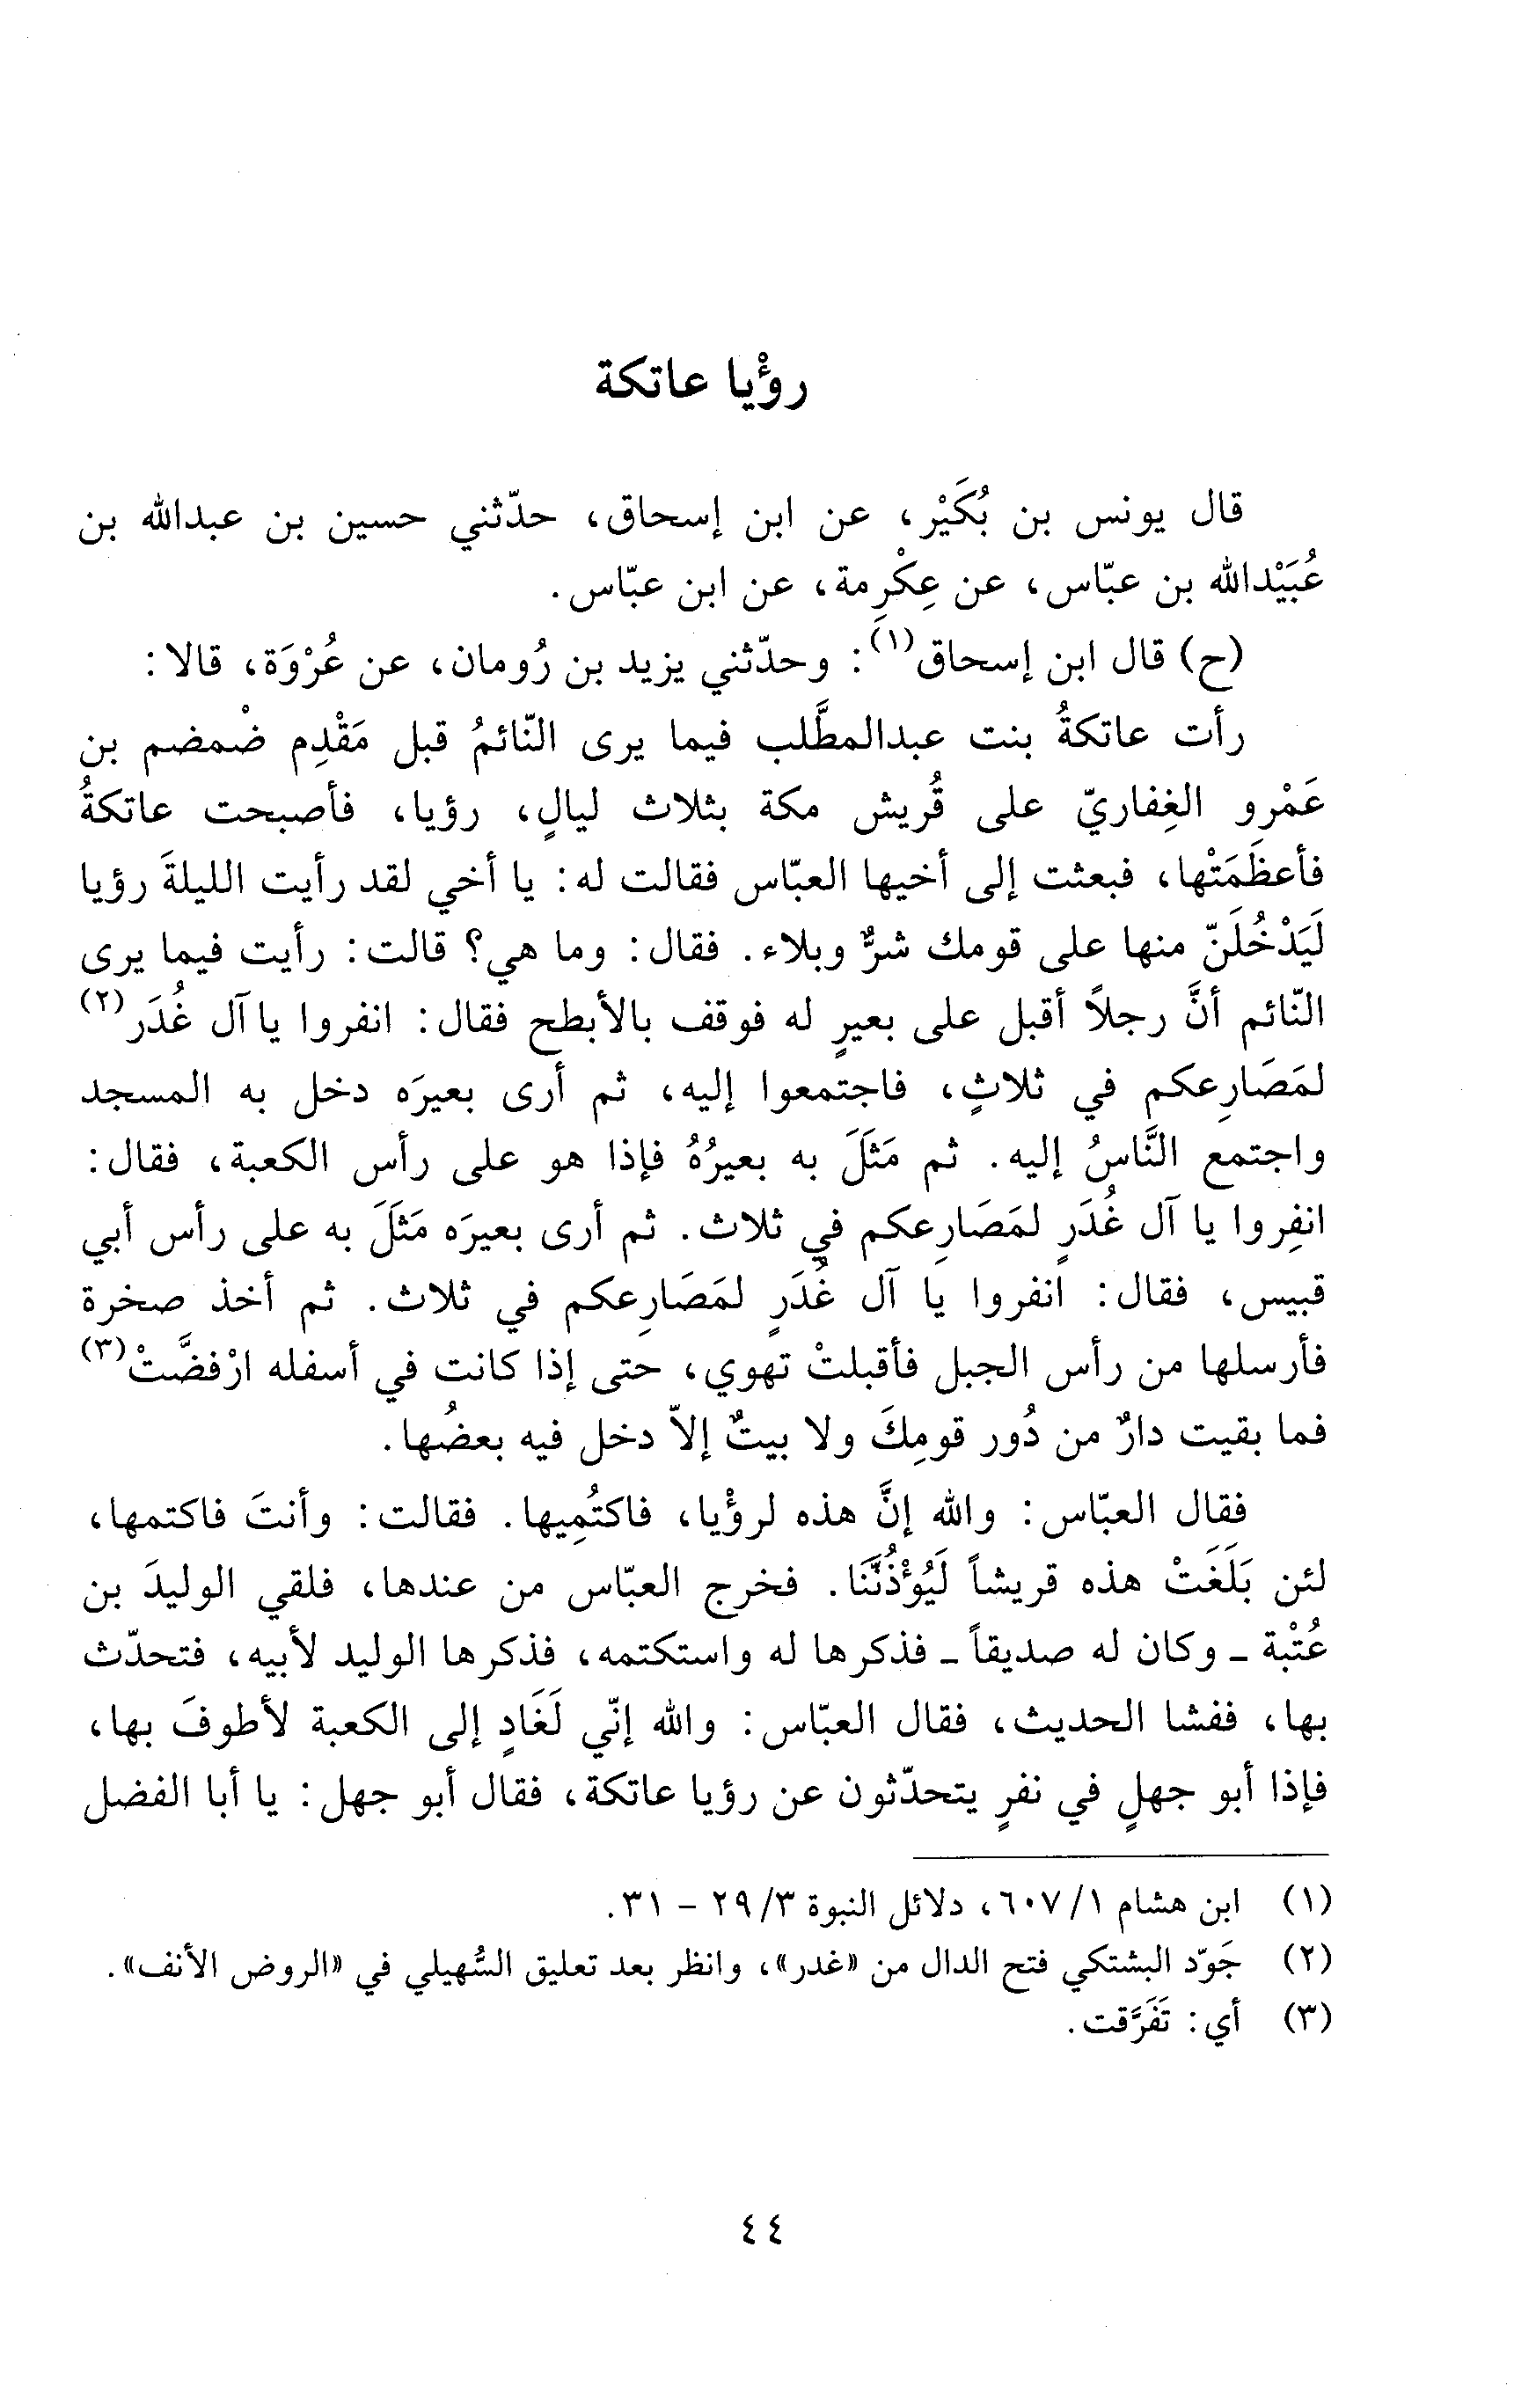 رؤْيا عاتكة
قال يونس بن بُكَيْر، عن ابن إسحاق، حدّثني حسين بن عبدالله بن
عُبَيْدالله بن عبّاس، عن عِكْرِمة، عن ابن عبّاس.
(ح) قال ابن إسحاق(١): وحدّثني يزيد بن رُومان، عن عُرْوَة، قالا:
رأت عاتكةُ بنت عبدالمطَّلب فيما يرى النّائمُ قبل مَقْدِم ضْمضم بن
عَمْرِو الغِفاريّ على قُريش مكة بثلاث ليالٍ، رؤيا، فأصبحت عاتكةُ
فأعظَمَتْها، فبعثت إلى أخيها العبّاس فقالت له: يا أخي لقد رأيت الليلةَ رؤيا
لَيَدْخُلَنّ منها على قومك شرٌّ وبلاء. فقال: وما هي؟ قالت: رأيت فيما يرى
النّائم أنَّ رجلاً أقبل على بعيرٍ له فوقف بالأبطح فقال: انفروا يا آل غُدَر(٢)
لمَصَارِعكم في ثلاثٍ، فاجتمعوا إليه، ثم أرى بعيرَه دخل به المسجد
واجتمع النَّاسُ إليه. ثم مَثَلَ به بعيرُهُ فإذا هو على رأس الكعبة، فقال:
انفِروا يا آل غُدَرٍ لمَصَارِعكم في ثلاث. ثم أرى بعيرَه مَثَلَ به على رأس أبي
قبيس، فقال: انفروا يا آل غُدَرٍ لمَصَارِعكم في ثلاث. ثم أخذ صخرة
فأرسلها من رأس الجبل فأقبلتْ تهوي، حتى إذا كانت في أسفله ارْفضَّتْ(٣)
فما بقيت دارٌ من دُور قومِكَ ولا بيتٌ إلاّ دخل فيه بعضُها.
فقال العبّاس: والله إنَّ هذه لرؤْيا، فاكتُمِيها. فقالت: وأنتَ فاكتمها،
لئن بَلَغَتْ هذه قريشاً لَيُؤْذُنَّنَا. فخرج العبّاس من عندها، فلقي الوليدَ بن
عُتْبة ـ وكان له صديقاً ـ فذكرها له واستكتمه، فذكرها الوليد لأبيه، فتحدّث
بها، ففشا الحديث، فقال العبّاس: والله إنّي لَغَادٍ إلى الكعبة لأطوفَ بها،
فإذا أبو جهلٍ في نفرٍ يتحدّثون عن رؤيا عاتكة، فقال أبو جهل: يا أبا الفضل
(١) ابن هشام ١/ ٦٠٧، دلائل النبوة ٣/ ٢٩ - ٣١.
(٢) جَوّد البشتكي فتح الدال من «غدر»، وانظر بعد تعليق السُّهيلي في «الروض الأنف».
(٣) أي: تَفَرَّقت.
٤٤